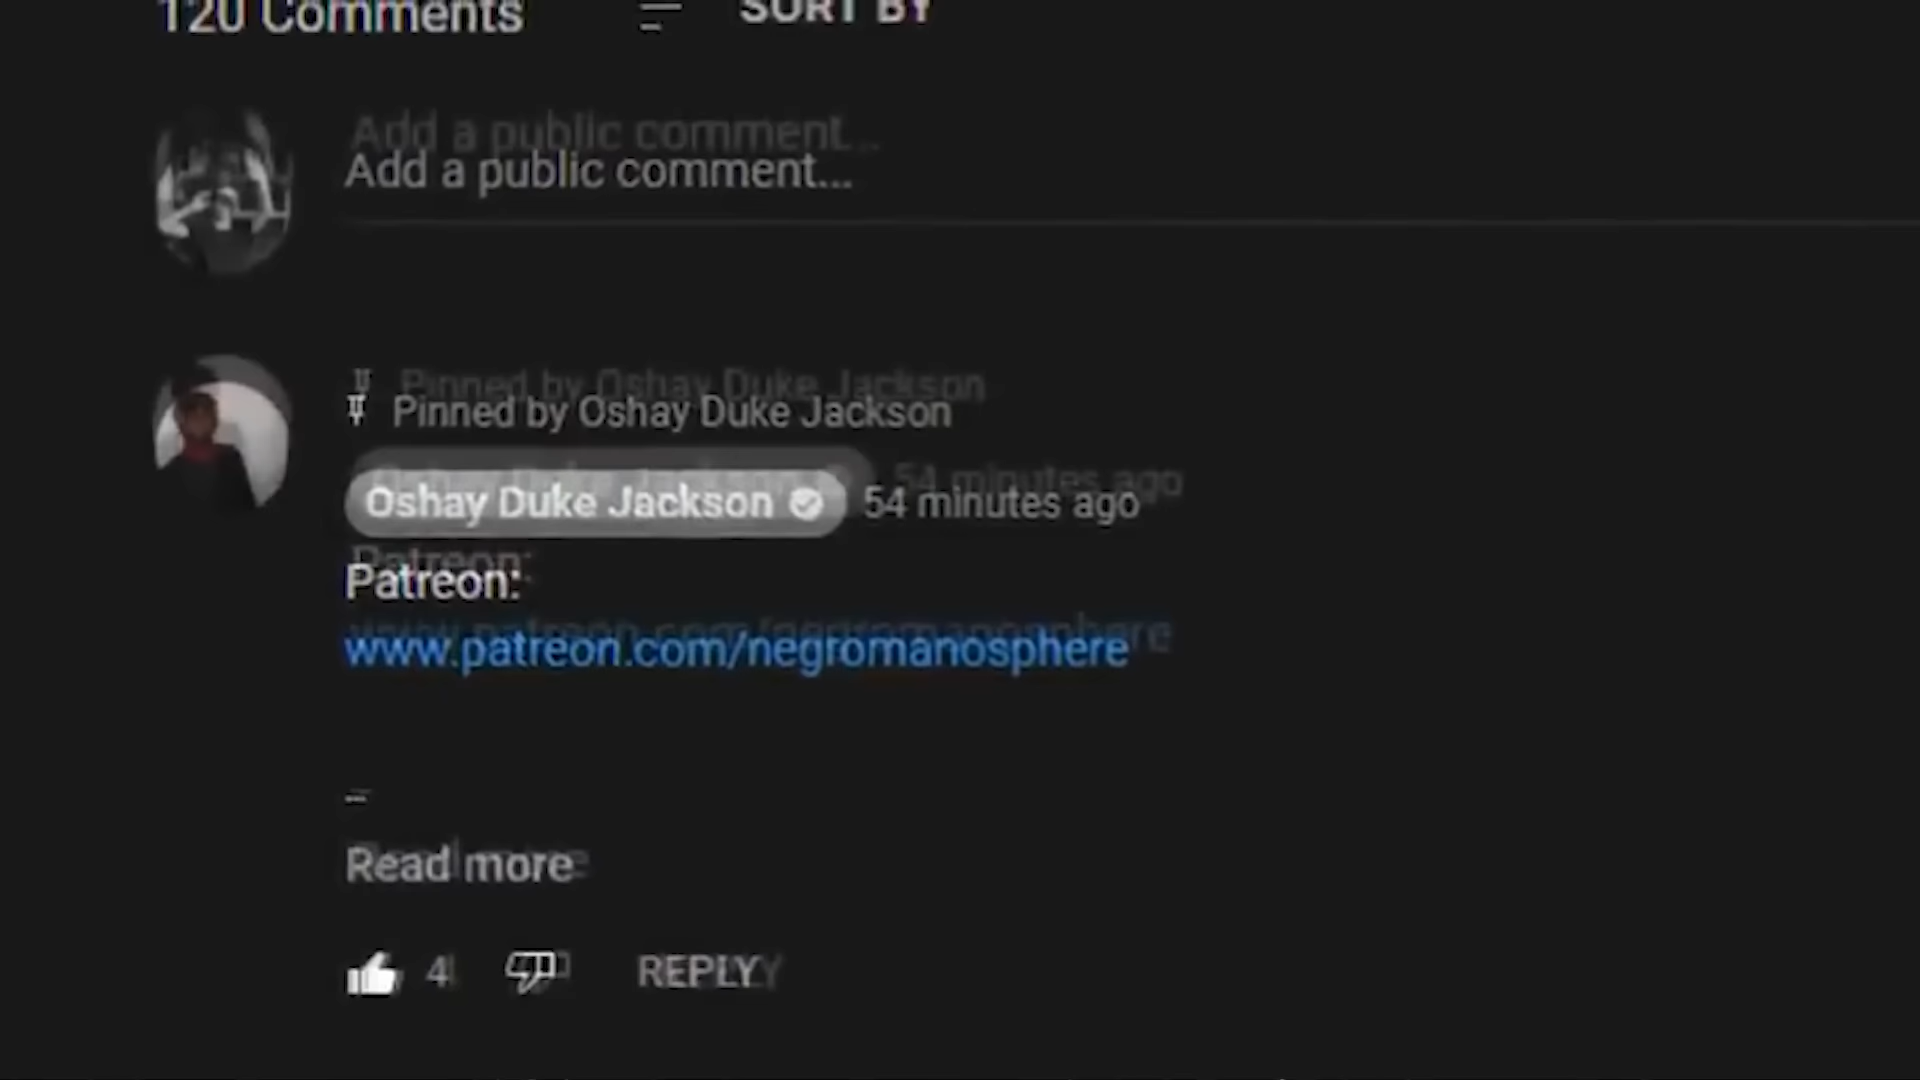 120 Comments SORT BY
Add a public comment...
Pinned by Oshay Duke Jackson
Oshay Duke Jackson 54 minutes ago
Patreon:
www.patreon.com/negromanosphere
--
Read more
4 REPLY